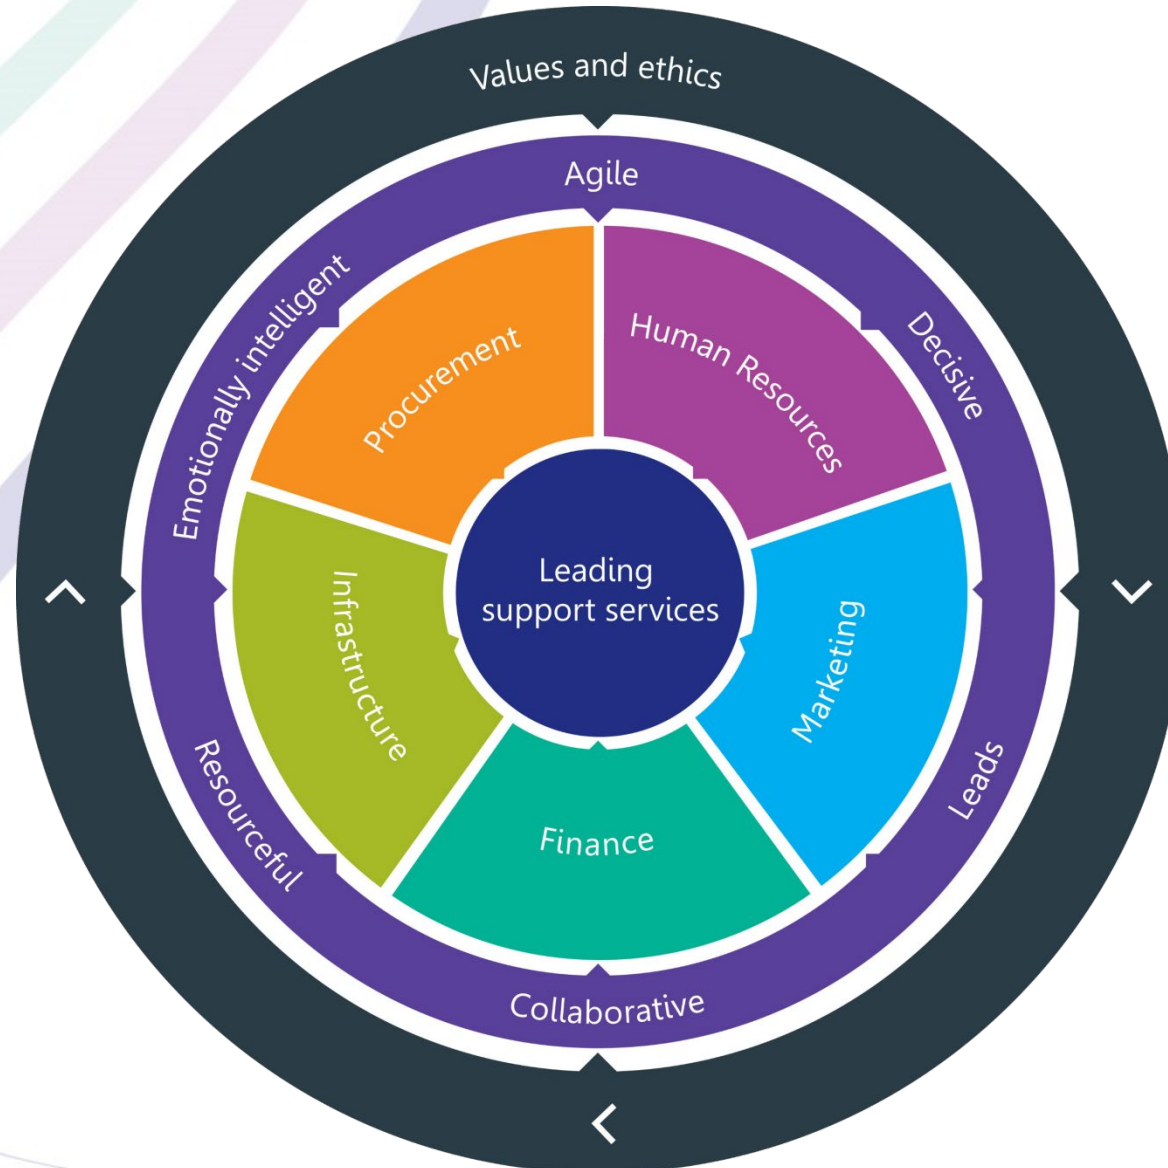 Values and ethics
Agile
Decisive
Leads
Collaborative
Resourceful
Emotionally intelligent
Human Resources
Marketing
Finance
Infrastructure
Procurement
Leading
support services